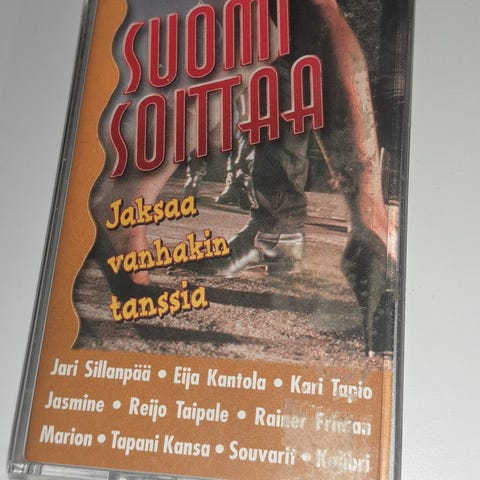 SUOMI
SOITTAA
Jaksaa
vanhakin
tanssia
Jari Sillanpää • Eija Kantola • Kari Tapio
Jasmine • Reijo Taipale • Rainer Friman
Marion • Tapani Kansa • Souvarit • Kolibri